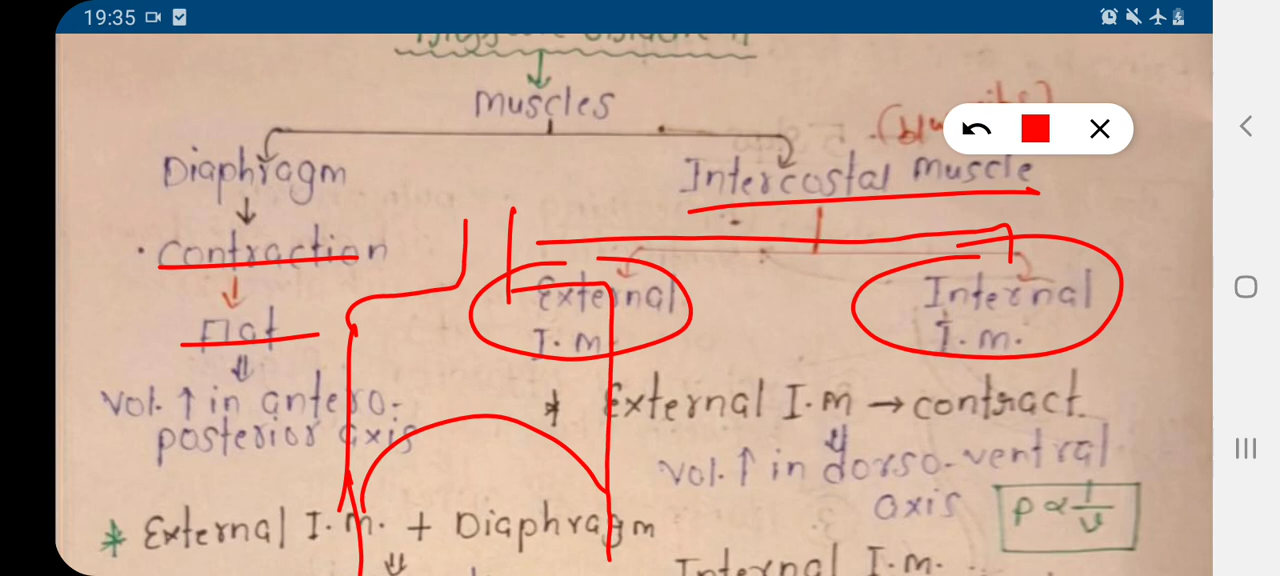 19:35
Muscles
Diaphragm
Intercostal Muscle
Contraction
External
I.m.
Internal
I.m.
Flat
Vol. ↑ in antero-
posterior axis
* External I.m → contract.
Vol. ↑ in dorso-ventral
axis
P ∝ 1/v
* External I.m. + Diaphragm
Internal I.m.